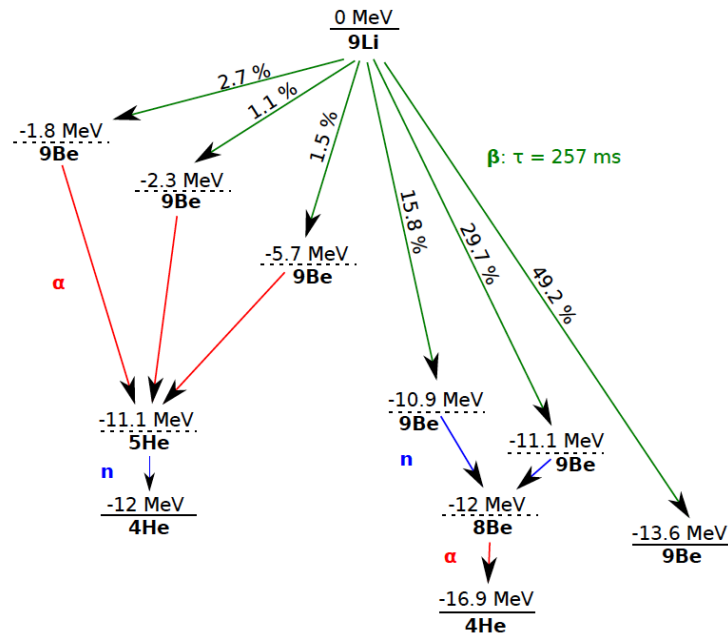 0 MeV
9Li
2.7 %
1.1 %
1.5 %
15.8 %
29.7 %
49.2 %
β: τ = 257 ms
-1.8 MeV
9Be
-2.3 MeV
9Be
-5.7 MeV
9Be
α
-10.9 MeV
9Be
-11.1 MeV
5He
-11.1 MeV
9Be
n
n
-12 MeV
4He
-12 MeV
8Be
-13.6 MeV
9Be
α
-16.9 MeV
4He